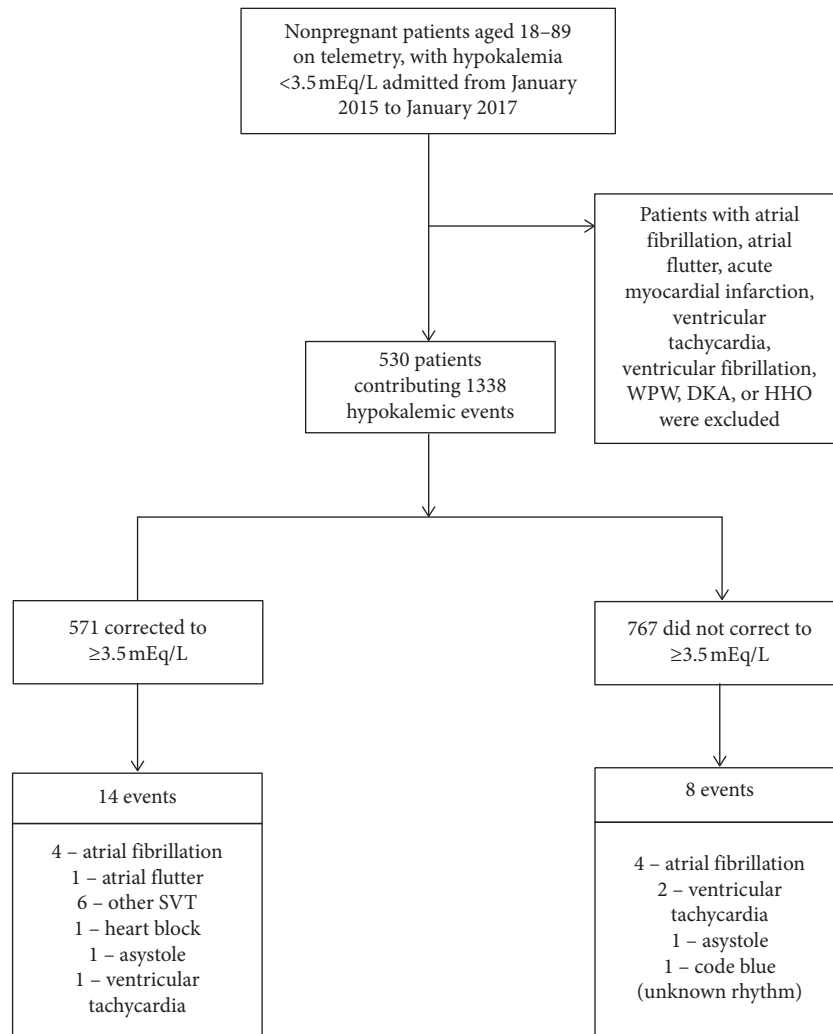 Nonpregnant patients aged 18–89
on telemetry, with hypokalemia
<3.5 mEq/L admitted from January
2015 to January 2017
Patients with atrial
fibrillation, atrial
flutter, acute
myocardial infarction,
ventricular
tachycardia,
ventricular fibrillation,
WPW, DKA, or HHO
were excluded
530 patients
contributing 1338
hypokalemic events
571 corrected to
≥3.5 mEq/L
767 did not correct to
≥3.5 mEq/L
14 events
4 – atrial fibrillation
1 – atrial flutter
6 – other SVT
1 – heart block
1 – asystole
1 – ventricular
tachycardia
8 events
4 – atrial fibrillation
2 – ventricular
tachycardia
1 – asystole
1 – code blue
(unknown rhythm)